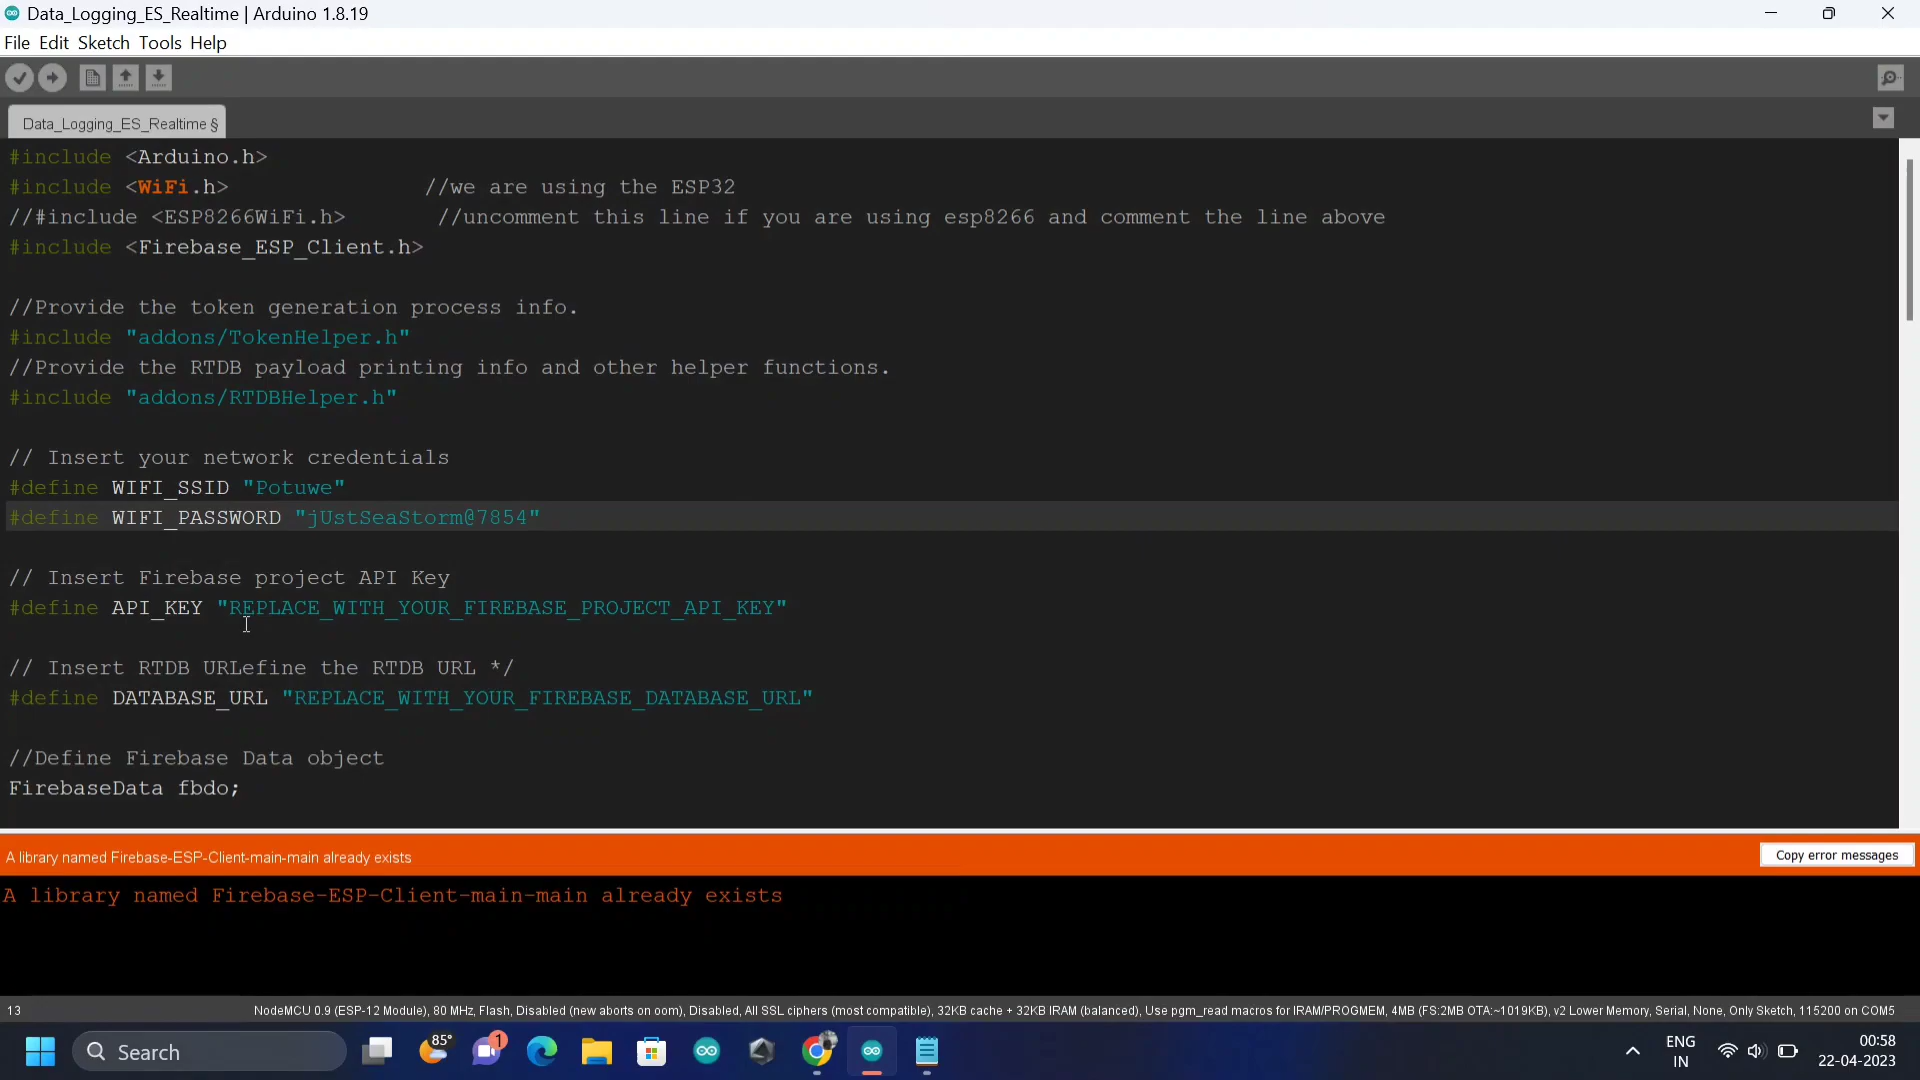 Data_Logging_ES_Realtime | Arduino 1.8.19
File Edit Sketch Tools Help
Data_Logging_ES_Realtime §
#include <Arduino.h>
#include <WiFi.h> //we are using the ESP32
//#include <ESP8266WiFi.h> //uncomment this line if you are using esp8266 and comment the line above
#include <Firebase_ESP_Client.h>
//Provide the token generation process info.
#include "addons/TokenHelper.h"
//Provide the RTDB payload printing info and other helper functions.
#include "addons/RTDBHelper.h"
// Insert your network credentials
#define WIFI_SSID "Potuwe"
#define WIFI_PASSWORD "jUstSeaStorm@7854"
// Insert Firebase project API Key
#define API_KEY "REPLACE_WITH_YOUR_FIREBASE_PROJECT_API_KEY"
// Insert RTDB URLefine the RTDB URL */
#define DATABASE_URL "REPLACE_WITH_YOUR_FIREBASE_DATABASE_URL"
//Define Firebase Data object
FirebaseData fbdo;
A library named Firebase-ESP-Client-main-main already exists
Copy error messages
A library named Firebase-ESP-Client-main-main already exists
13 NodeMCU 0.9 (ESP-12 Module), 80 MHz, Flash, Disabled (new aborts on oom), Disabled, All SSL ciphers (most compatible), 32KB cache + 32KB IRAM (balanced), Use pgm_read macros for IRAM/PROGMEM, 4MB (FS:2MB OTA:~1019KB), v2 Lower Memory, Serial, None, Only Sketch, 115200 on COM5
Search
85°
1
ENG
IN
00:58
22-04-2023